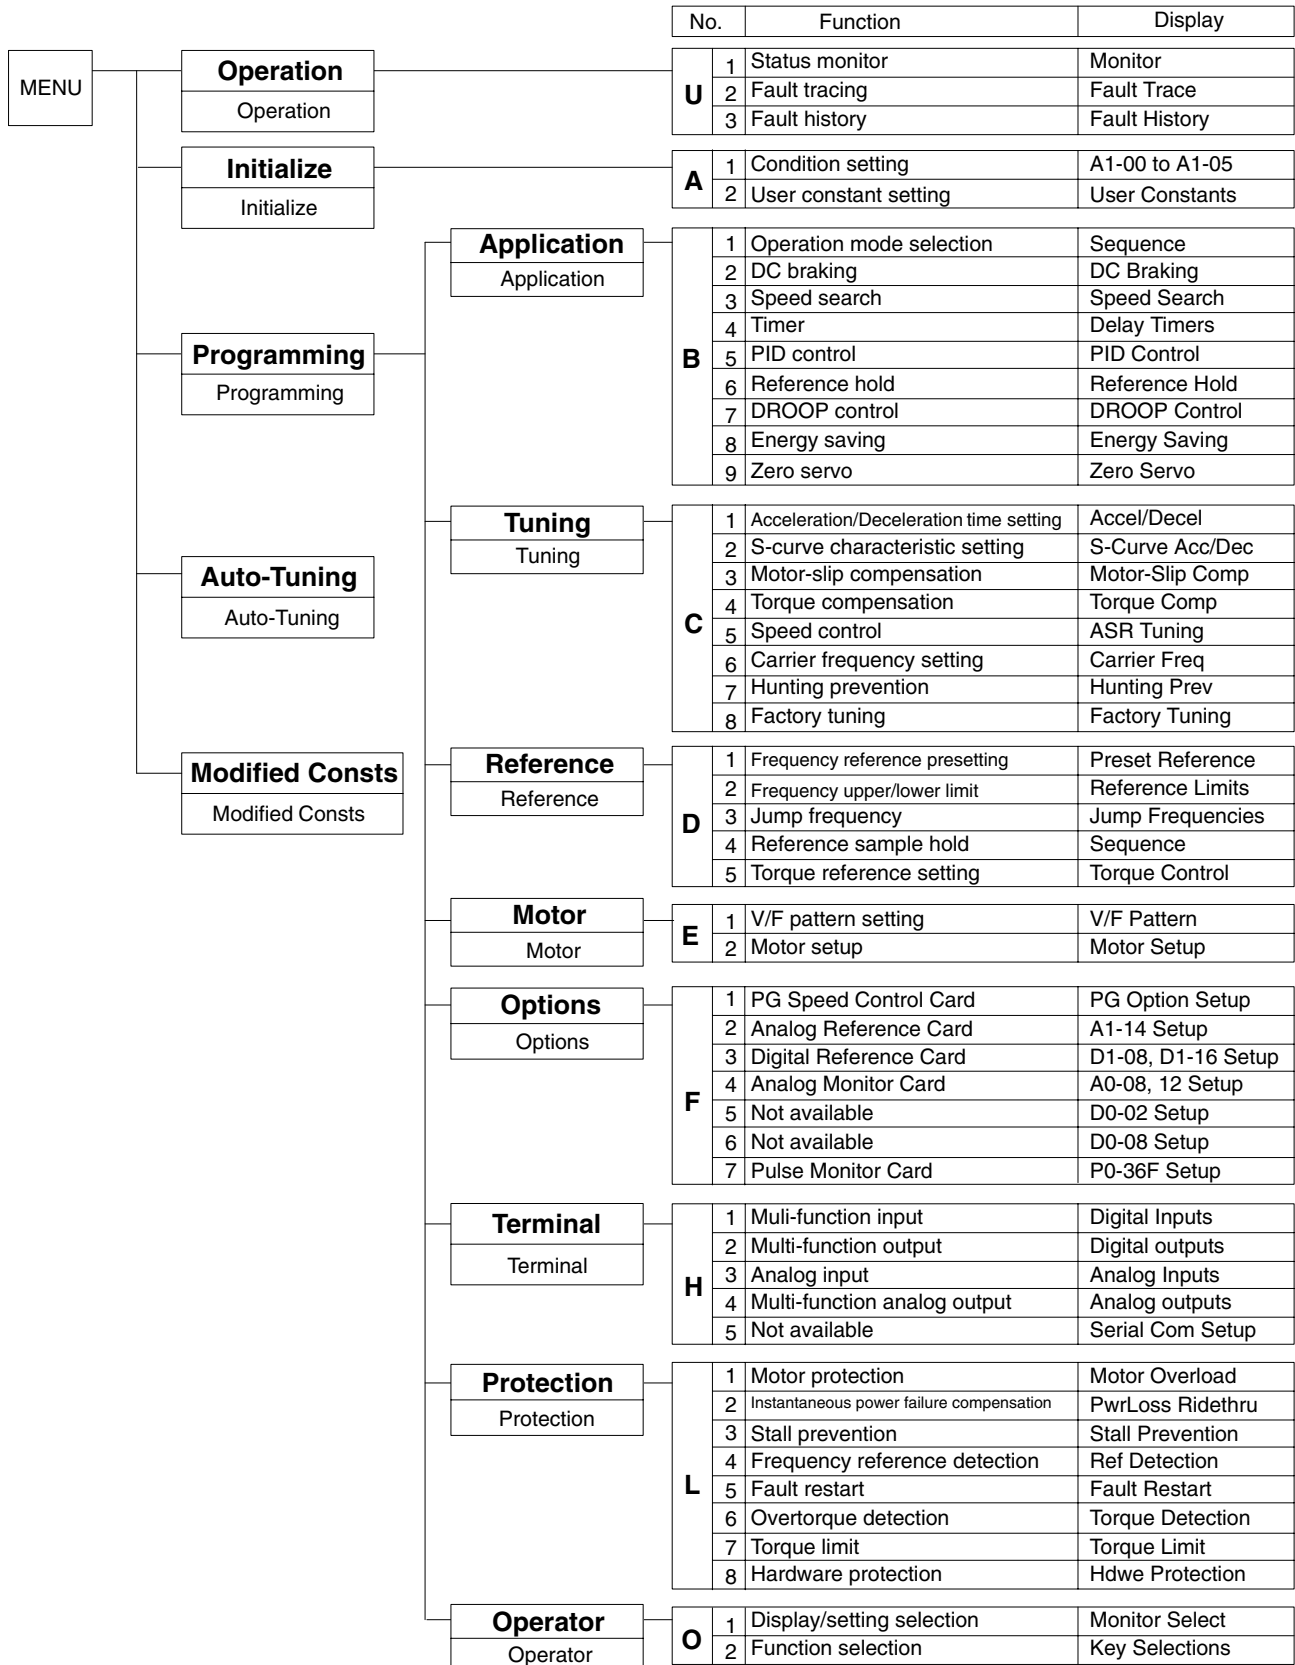 No. Function Display
MENU
Operation
Operation
U
1 Status monitor Monitor
2 Fault tracing Fault Trace
3 Fault history Fault History
Initialize
Initialize
A
1 Condition setting A1-00 to A1-05
2 User constant setting User Constants
Programming
Programming
Application
Application
B
1 Operation mode selection Sequence
2 DC braking DC Braking
3 Speed search Speed Search
4 Timer Delay Timers
5 PID control PID Control
6 Reference hold Reference Hold
7 DROOP control DROOP Control
8 Energy saving Energy Saving
9 Zero servo Zero Servo
Auto-Tuning
Auto-Tuning
Tuning
Tuning
C
1 Acceleration/Deceleration time setting Accel/Decel
2 S-curve characteristic setting S-Curve Acc/Dec
3 Motor-slip compensation Motor-Slip Comp
4 Torque compensation Torque Comp
5 Speed control ASR Tuning
6 Carrier frequency setting Carrier Freq
7 Hunting prevention Hunting Prev
8 Factory tuning Factory Tuning
Modified Consts
Modified Consts
Reference
Reference
D
1 Frequency reference presetting Preset Reference
2 Frequency upper/lower limit Reference Limits
3 Jump frequency Jump Frequencies
4 Reference sample hold Sequence
5 Torque reference setting Torque Control
Motor
Motor
E
1 V/F pattern setting V/F Pattern
2 Motor setup Motor Setup
Options
Options
F
1 PG Speed Control Card PG Option Setup
2 Analog Reference Card A1-14 Setup
3 Digital Reference Card D1-08, D1-16 Setup
4 Analog Monitor Card A0-08, 12 Setup
5 Not available D0-02 Setup
6 Not available D0-08 Setup
7 Pulse Monitor Card P0-36F Setup
Terminal
Terminal
H
1 Muli-function input Digital Inputs
2 Multi-function output Digital outputs
3 Analog input Analog Inputs
4 Multi-function analog output Analog outputs
5 Not available Serial Com Setup
Protection
Protection
L
1 Motor protection Motor Overload
2 Instantaneous power failure compensation PwrLoss Ridethru
3 Stall prevention Stall Prevention
4 Frequency reference detection Ref Detection
5 Fault restart Fault Restart
6 Overtorque detection Torque Detection
7 Torque limit Torque Limit
8 Hardware protection Hdwe Protection
Operator
Operator
O
1 Display/setting selection Monitor Select
2 Function selection Key Selections